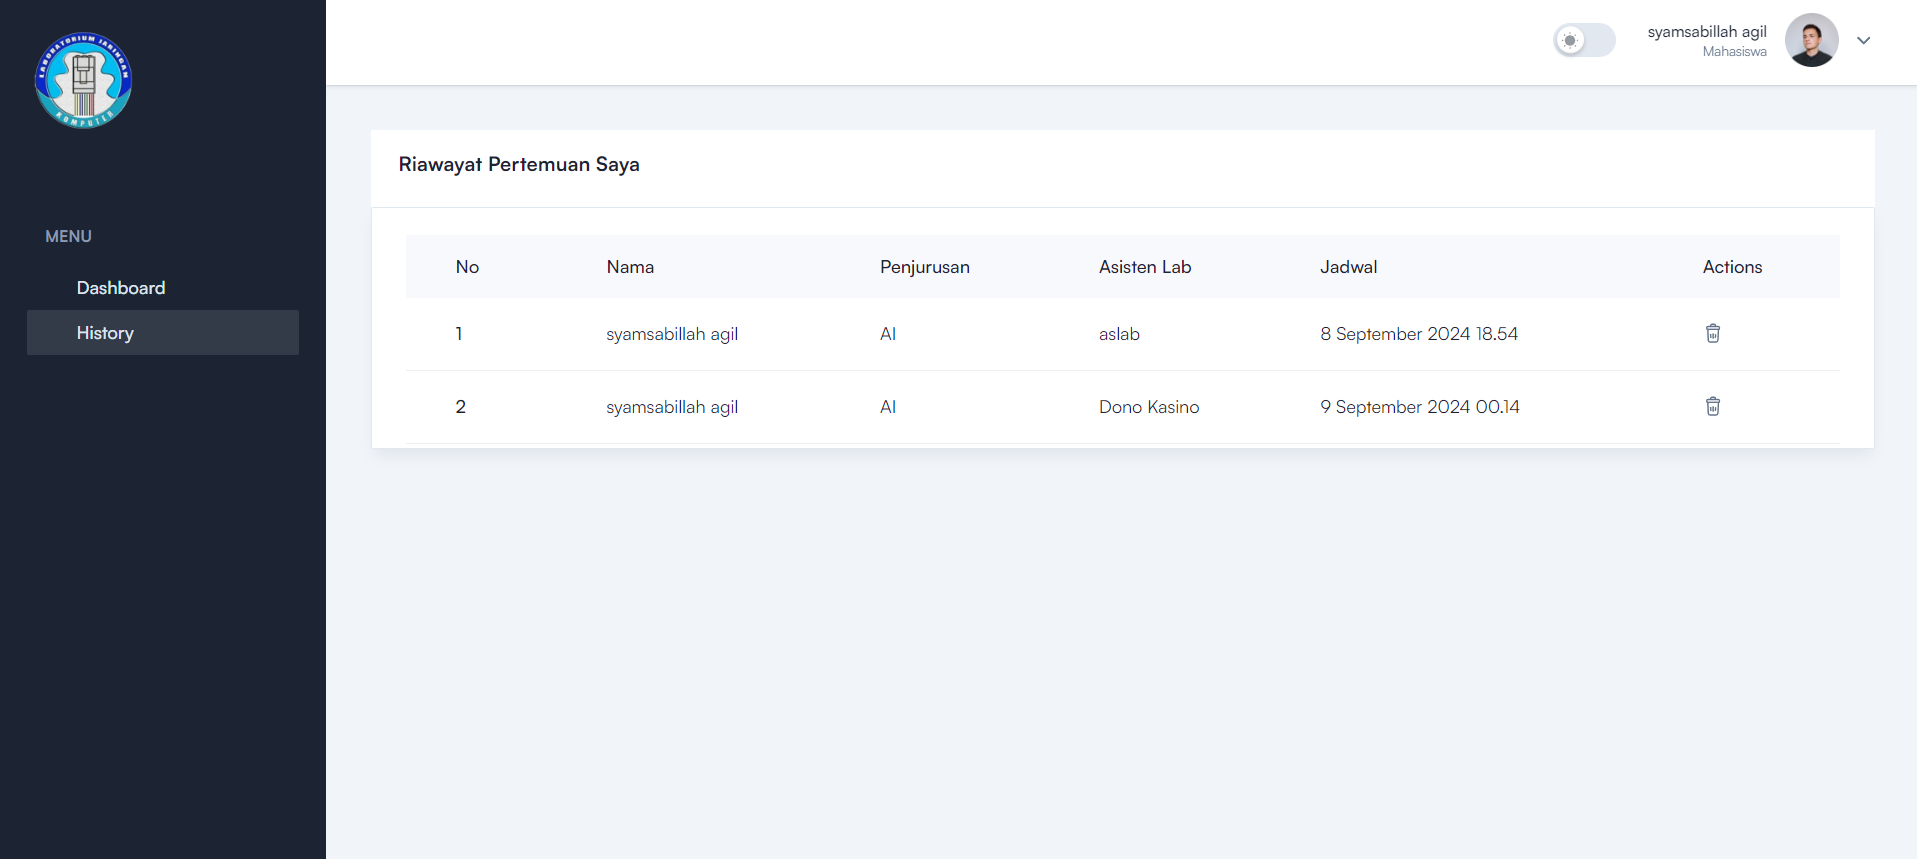 LABORATORIUM JARINGAN
KOMPUTER
MENU
Dashboard
History
syamsabillah agil
Mahasiswa
Riawayat Pertemuan Saya
No Nama Penjurusan Asisten Lab Jadwal Actions
1 syamsabillah agil AI aslab 8 September 2024 18.54
2 syamsabillah agil AI Dono Kasino 9 September 2024 00.14